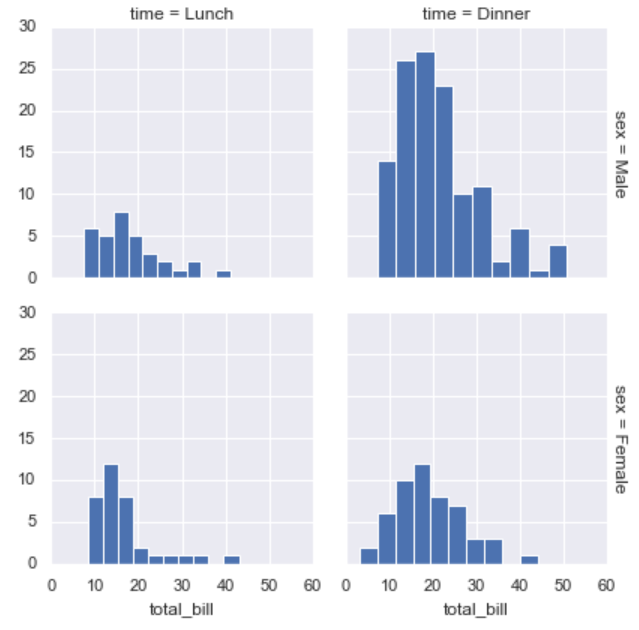 time = Lunch
time = Dinner
30
25
20
15
10
5
0
sex = Male
30
25
20
15
10
5
0
sex = Female
0 10 20 30 40 50 60
0 10 20 30 40 50 60
total_bill
total_bill